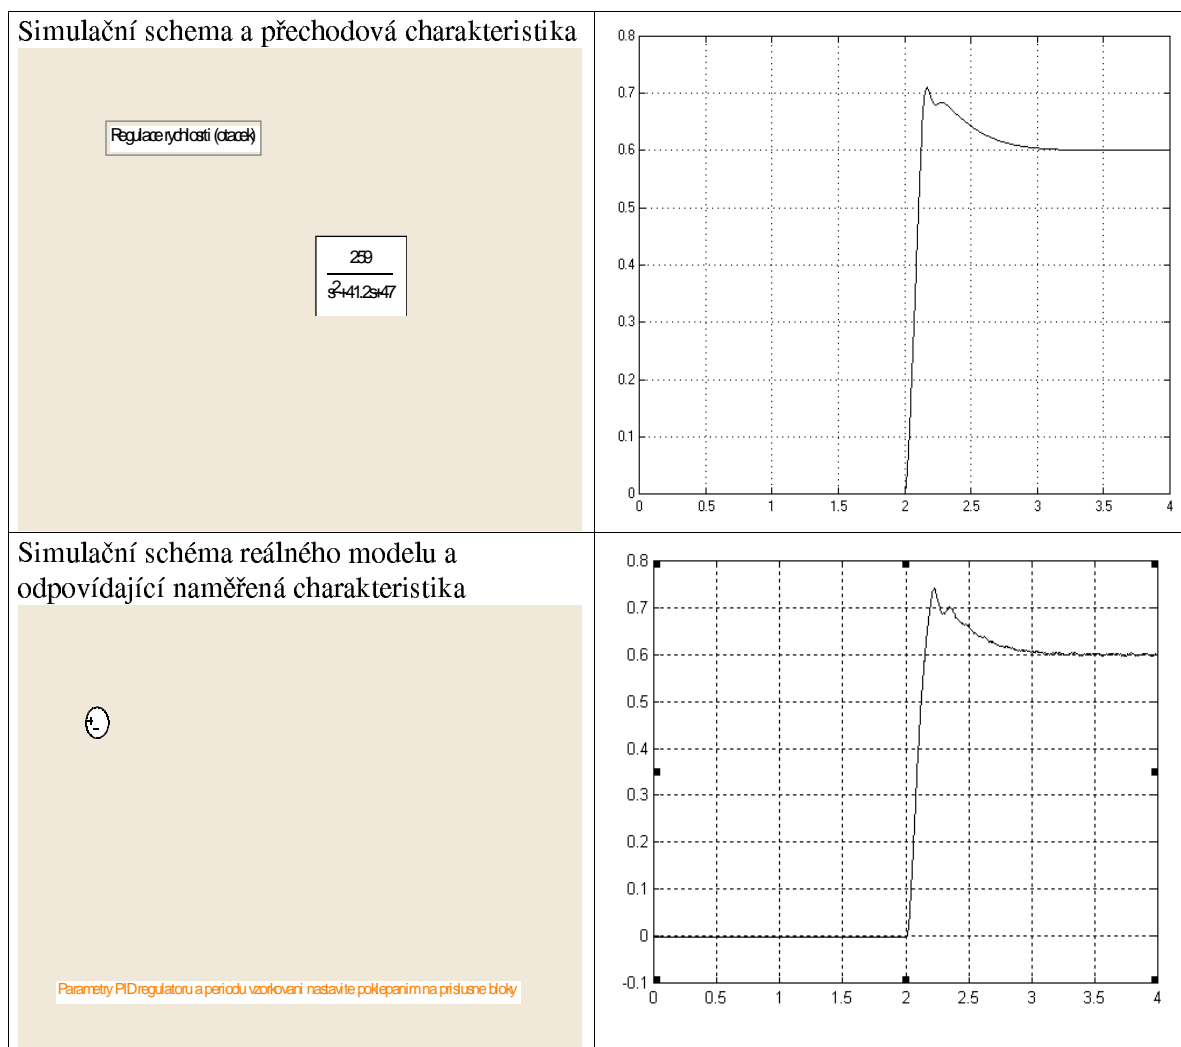 Simulační schema a přechodová charakteristika
Regulace rychlosti (otacek)
259
s2+41.2s+47
0.8
0.7
0.6
0.5
0.4
0.3
0.2
0.1
0
0 0.5 1 1.5 2 2.5 3 3.5 4
Simulační schéma reálného modelu a
odpovídající naměřená charakteristika
+
-
Parametry PID regulatoru a periodu vzorkovani nastavite poklepanim na prislusne bloky
0.8
0.7
0.6
0.5
0.4
0.3
0.2
0.1
0
-0.1
0 0.5 1 1.5 2 2.5 3 3.5 4